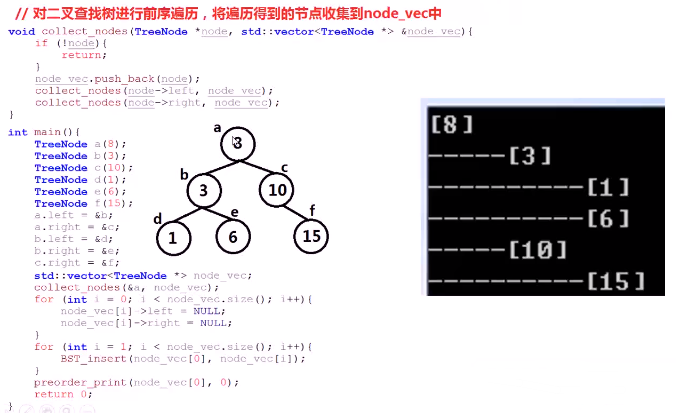 // 对二叉查找树进行前序遍历，将遍历得到的节点收集到node_vec中
void collect_nodes(TreeNode *node, std::vector<TreeNode *> &node_vec){
if (!node){
return;
}
node_vec.push_back(node);
collect_nodes(node->left, node_vec);
collect_nodes(node->right, node_vec);
}
int main(){
TreeNode a(8);
TreeNode b(3);
TreeNode c(10);
TreeNode d(1);
TreeNode e(6);
TreeNode f(15);
a.left = &b;
a.right = &c;
b.left = &d;
b.right = &e;
c.right = &f;
std::vector<TreeNode *> node_vec;
collect_nodes(&a, node_vec);
for (int i = 0; i < node_vec.size(); i++){
node_vec[i]->left = NULL;
node_vec[i]->right = NULL;
}
for (int i = 1; i < node_vec.size(); i++){
BST_insert(node_vec[0], node_vec[i]);
}
preorder_print(node_vec[0], 0);
return 0;
}
a
b
c
3
10
d
e
f
1
6
15
[8]
-----[3]
----------[1]
----------[6]
-----[10]
----------[15]